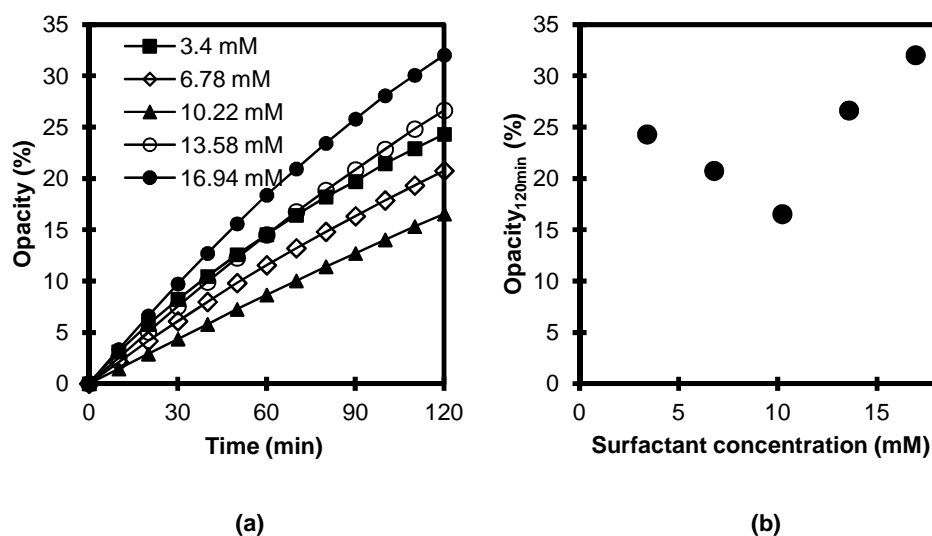 35
30
25
20
15
10
5
0
Opacity (%)
3.4 mM
6.78 mM
10.22 mM
13.58 mM
16.94 mM
0 30 60 90 120
Time (min)
(a)
35
30
25
20
15
10
5
0
Opacity120min (%)
0 5 10 15
Surfactant concentration (mM)
(b)